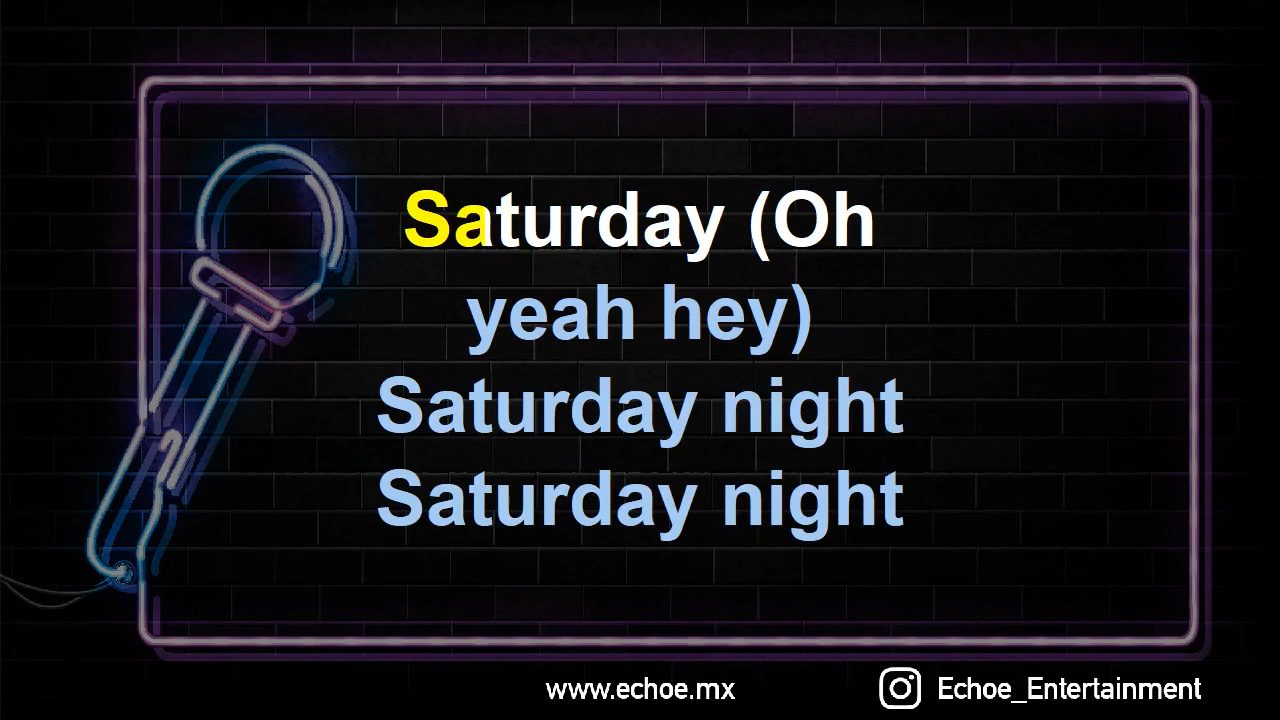 Saturday (Oh
yeah hey)
Saturday night
Saturday night
www.echoe.mx
Echoe_Entertainment